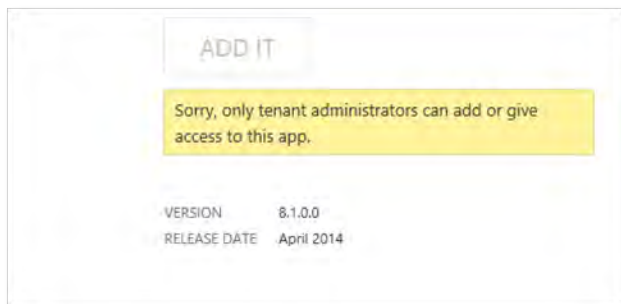 ADD IT
Sorry, only tenant administrators can add or give
access to this app.
VERSION 8.1.0.0
RELEASE DATE April 2014